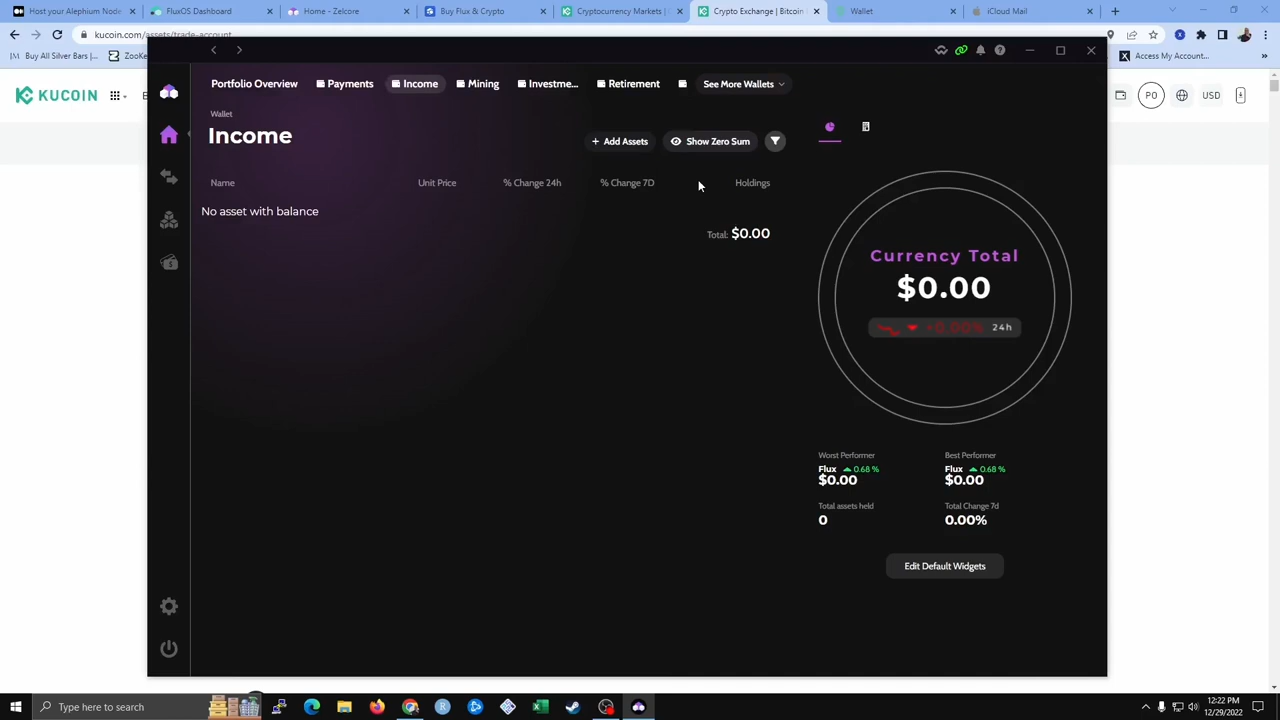 Host your Alephium Node
FluxOS Dashboard
Home - Zelcore
Buy Flux & Crypto
Cryptocurrency Markets |
Crypto Exchange | Bitcoin
Wallet
iCloud Mail
kucoin.com/assets/trade-account
Buy All Silver Bars |...
Access My Account...
KUCOIN
PO
USD
Portfolio Overview
Payments
Income
Mining
Investme...
Retirement
See More Wallets
Wallet
Income
+ Add Assets
Show Zero Sum
Name
Unit Price
% Change 24h
% Change 7D
Holdings
No asset with balance
Total: $0.00
Currency Total
$0.00
+0.00%
24h
Worst Performer
Best Performer
Flux 0.68 %
Flux 0.68 %
$0.00
$0.00
Total assets held
Total Change 7d
0
0.00%
Edit Default Widgets
Type here to search
12:22 PM
12/29/2022